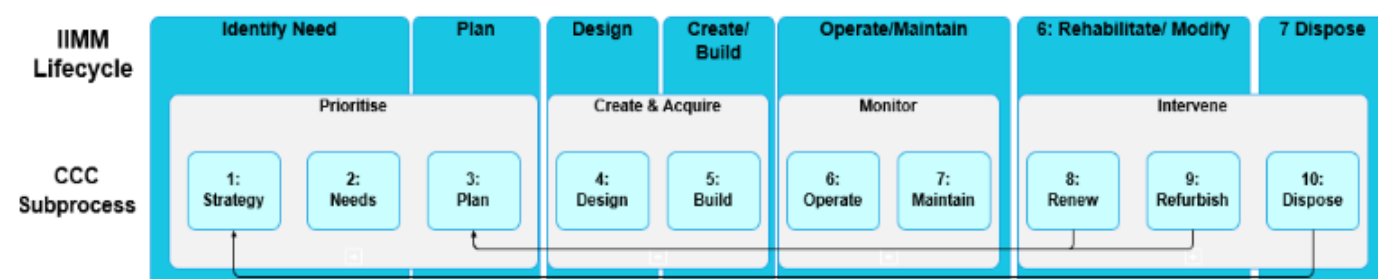 IIMM
Lifecycle
Identify Need
Plan
Design
Create/
Build
Operate/Maintain
6: Rehabilitate/ Modify
7 Dispose
Prioritise
Create & Acquire
Monitor
Intervene
CCC
Subprocess
1:
Strategy
2:
Needs
3:
Plan
4:
Design
5:
Build
6:
Operate
7:
Maintain
8:
Renew
9:
Refurbish
10:
Dispose